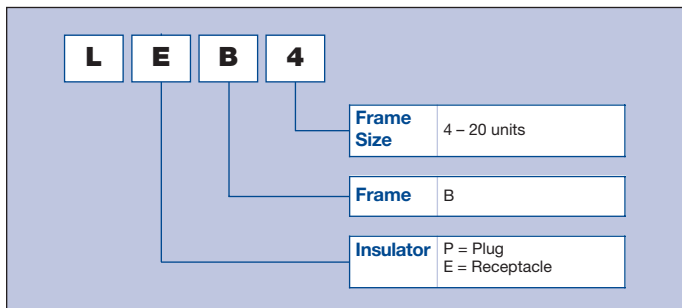 L E B 4
Frame Size 4 – 20 units
Frame B
Insulator P = Plug
E = Receptacle